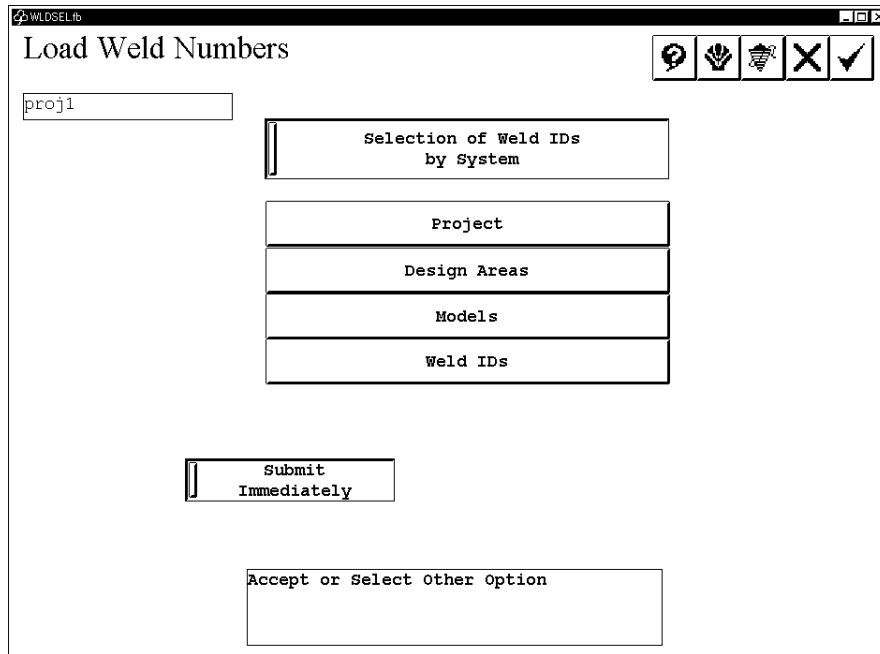 WLDSEL.fb
Load Weld Numbers
proj1
Selection of Weld IDs
by System
Project
Design Areas
Models
Weld IDs
Submit
Immediately
Accept or Select Other Option